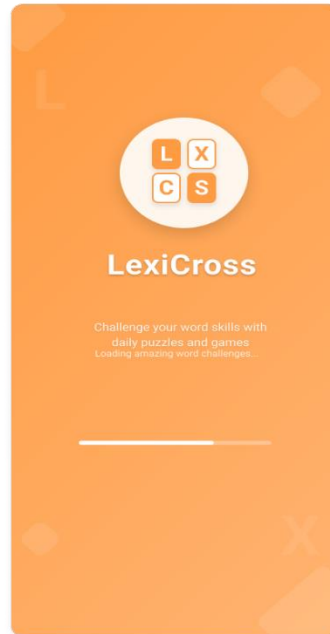 L
L X
C S
LexiCross
Challenge your word skills with
daily puzzles and games
Loading amazing word challenges...
X